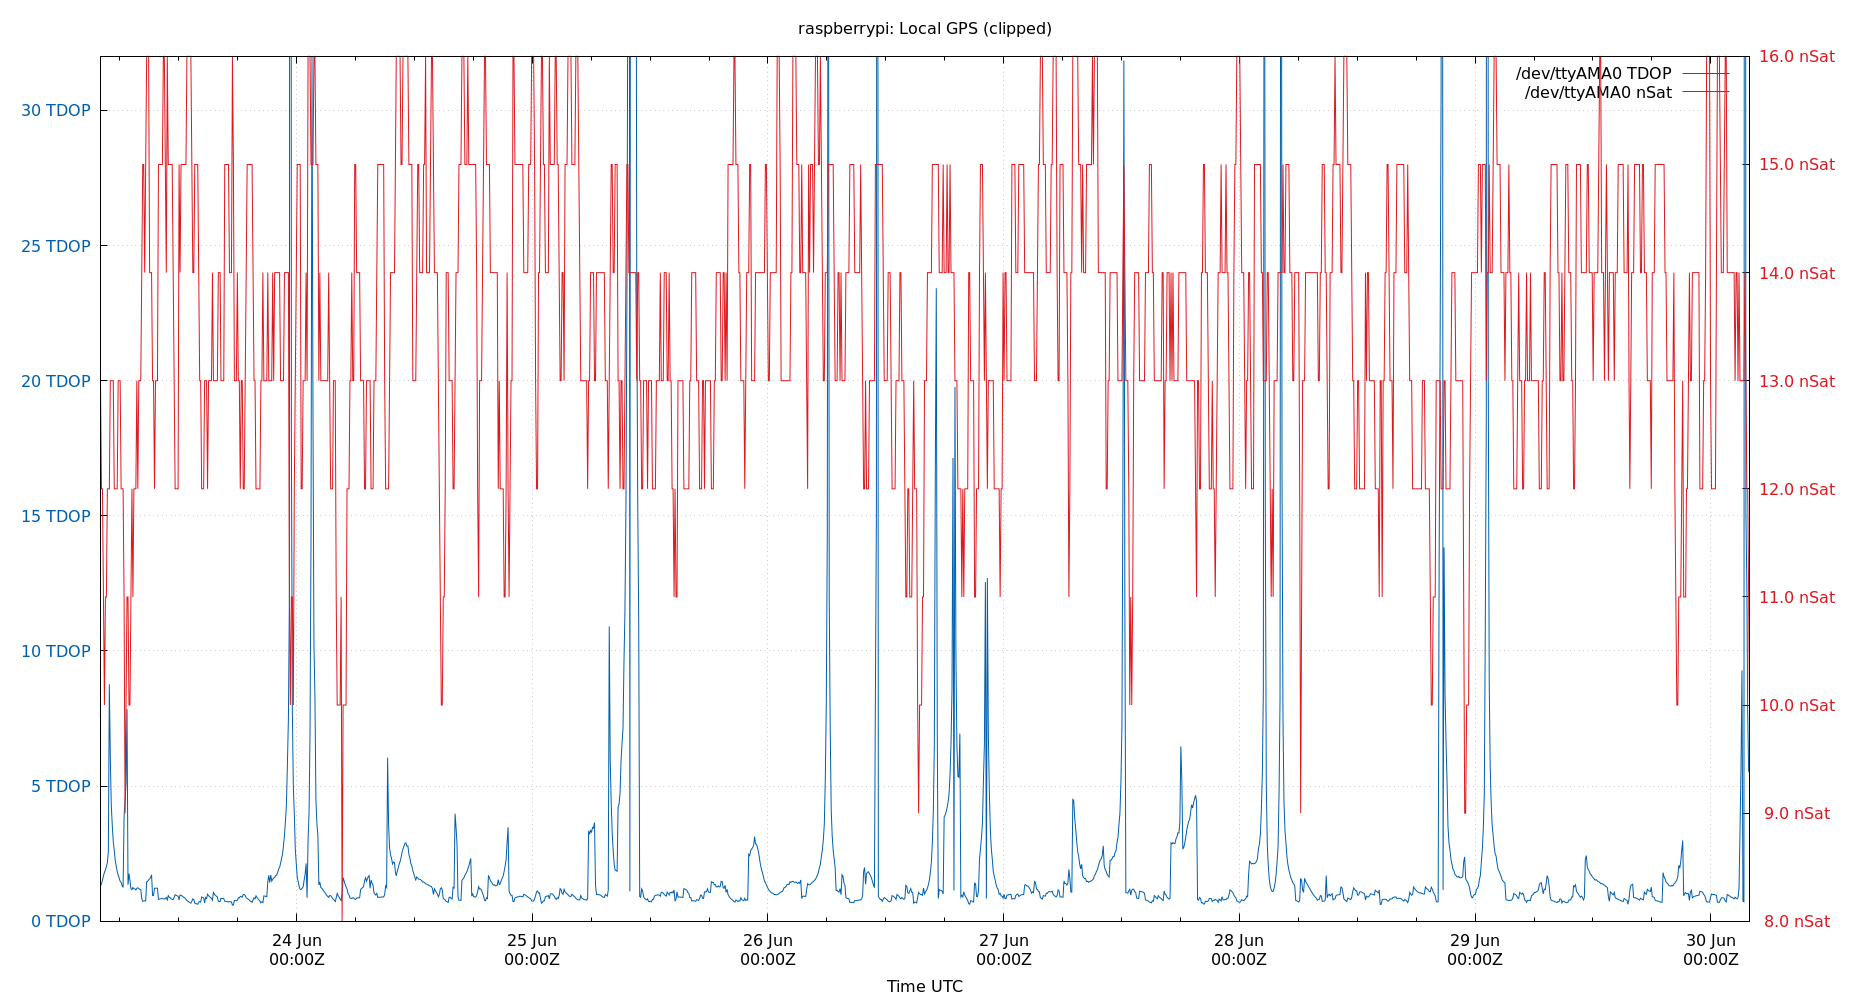 raspberrypi: Local GPS (clipped)
/dev/ttyAMA0 TDOP
/dev/ttyAMA0 nSat
30 TDOP
25 TDOP
20 TDOP
15 TDOP
10 TDOP
5 TDOP
0 TDOP
16.0 nSat
15.0 nSat
14.0 nSat
13.0 nSat
12.0 nSat
11.0 nSat
10.0 nSat
9.0 nSat
8.0 nSat
24 Jun
00:00Z
25 Jun
00:00Z
26 Jun
00:00Z
27 Jun
00:00Z
28 Jun
00:00Z
29 Jun
00:00Z
30 Jun
00:00Z
Time UTC